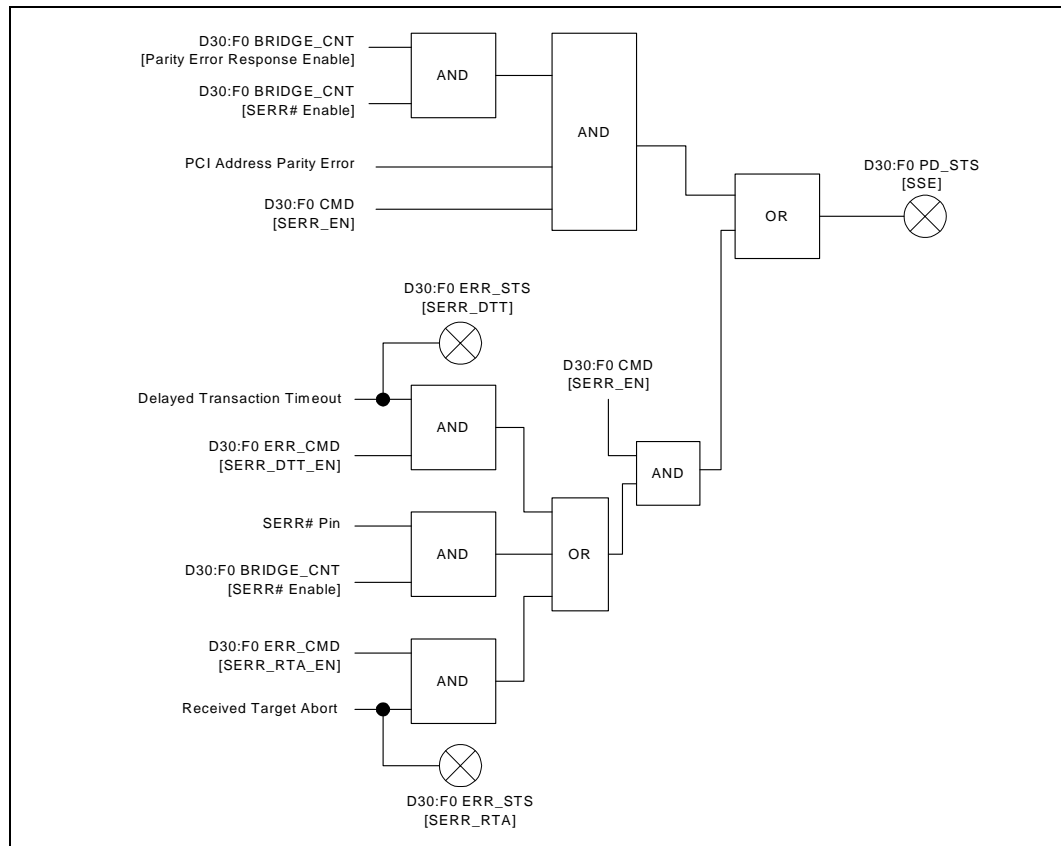 D30:F0 BRIDGE_CNT
[Parity Error Response Enable]
AND
D30:F0 BRIDGE_CNT
[SERR# Enable]
AND
PCI Address Parity Error
D30:F0 CMD
[SERR_EN]
D30:F0 PD_STS
[SSE]
OR
D30:F0 ERR_STS
[SERR_DTT]
D30:F0 CMD
[SERR_EN]
Delayed Transaction Timeout
AND
D30:F0 ERR_CMD
[SERR_DTT_EN]
AND
SERR# Pin
AND
OR
D30:F0 BRIDGE_CNT
[SERR# Enable]
D30:F0 ERR_CMD
[SERR_RTA_EN]
AND
Received Target Abort
D30:F0 ERR_STS
[SERR_RTA]